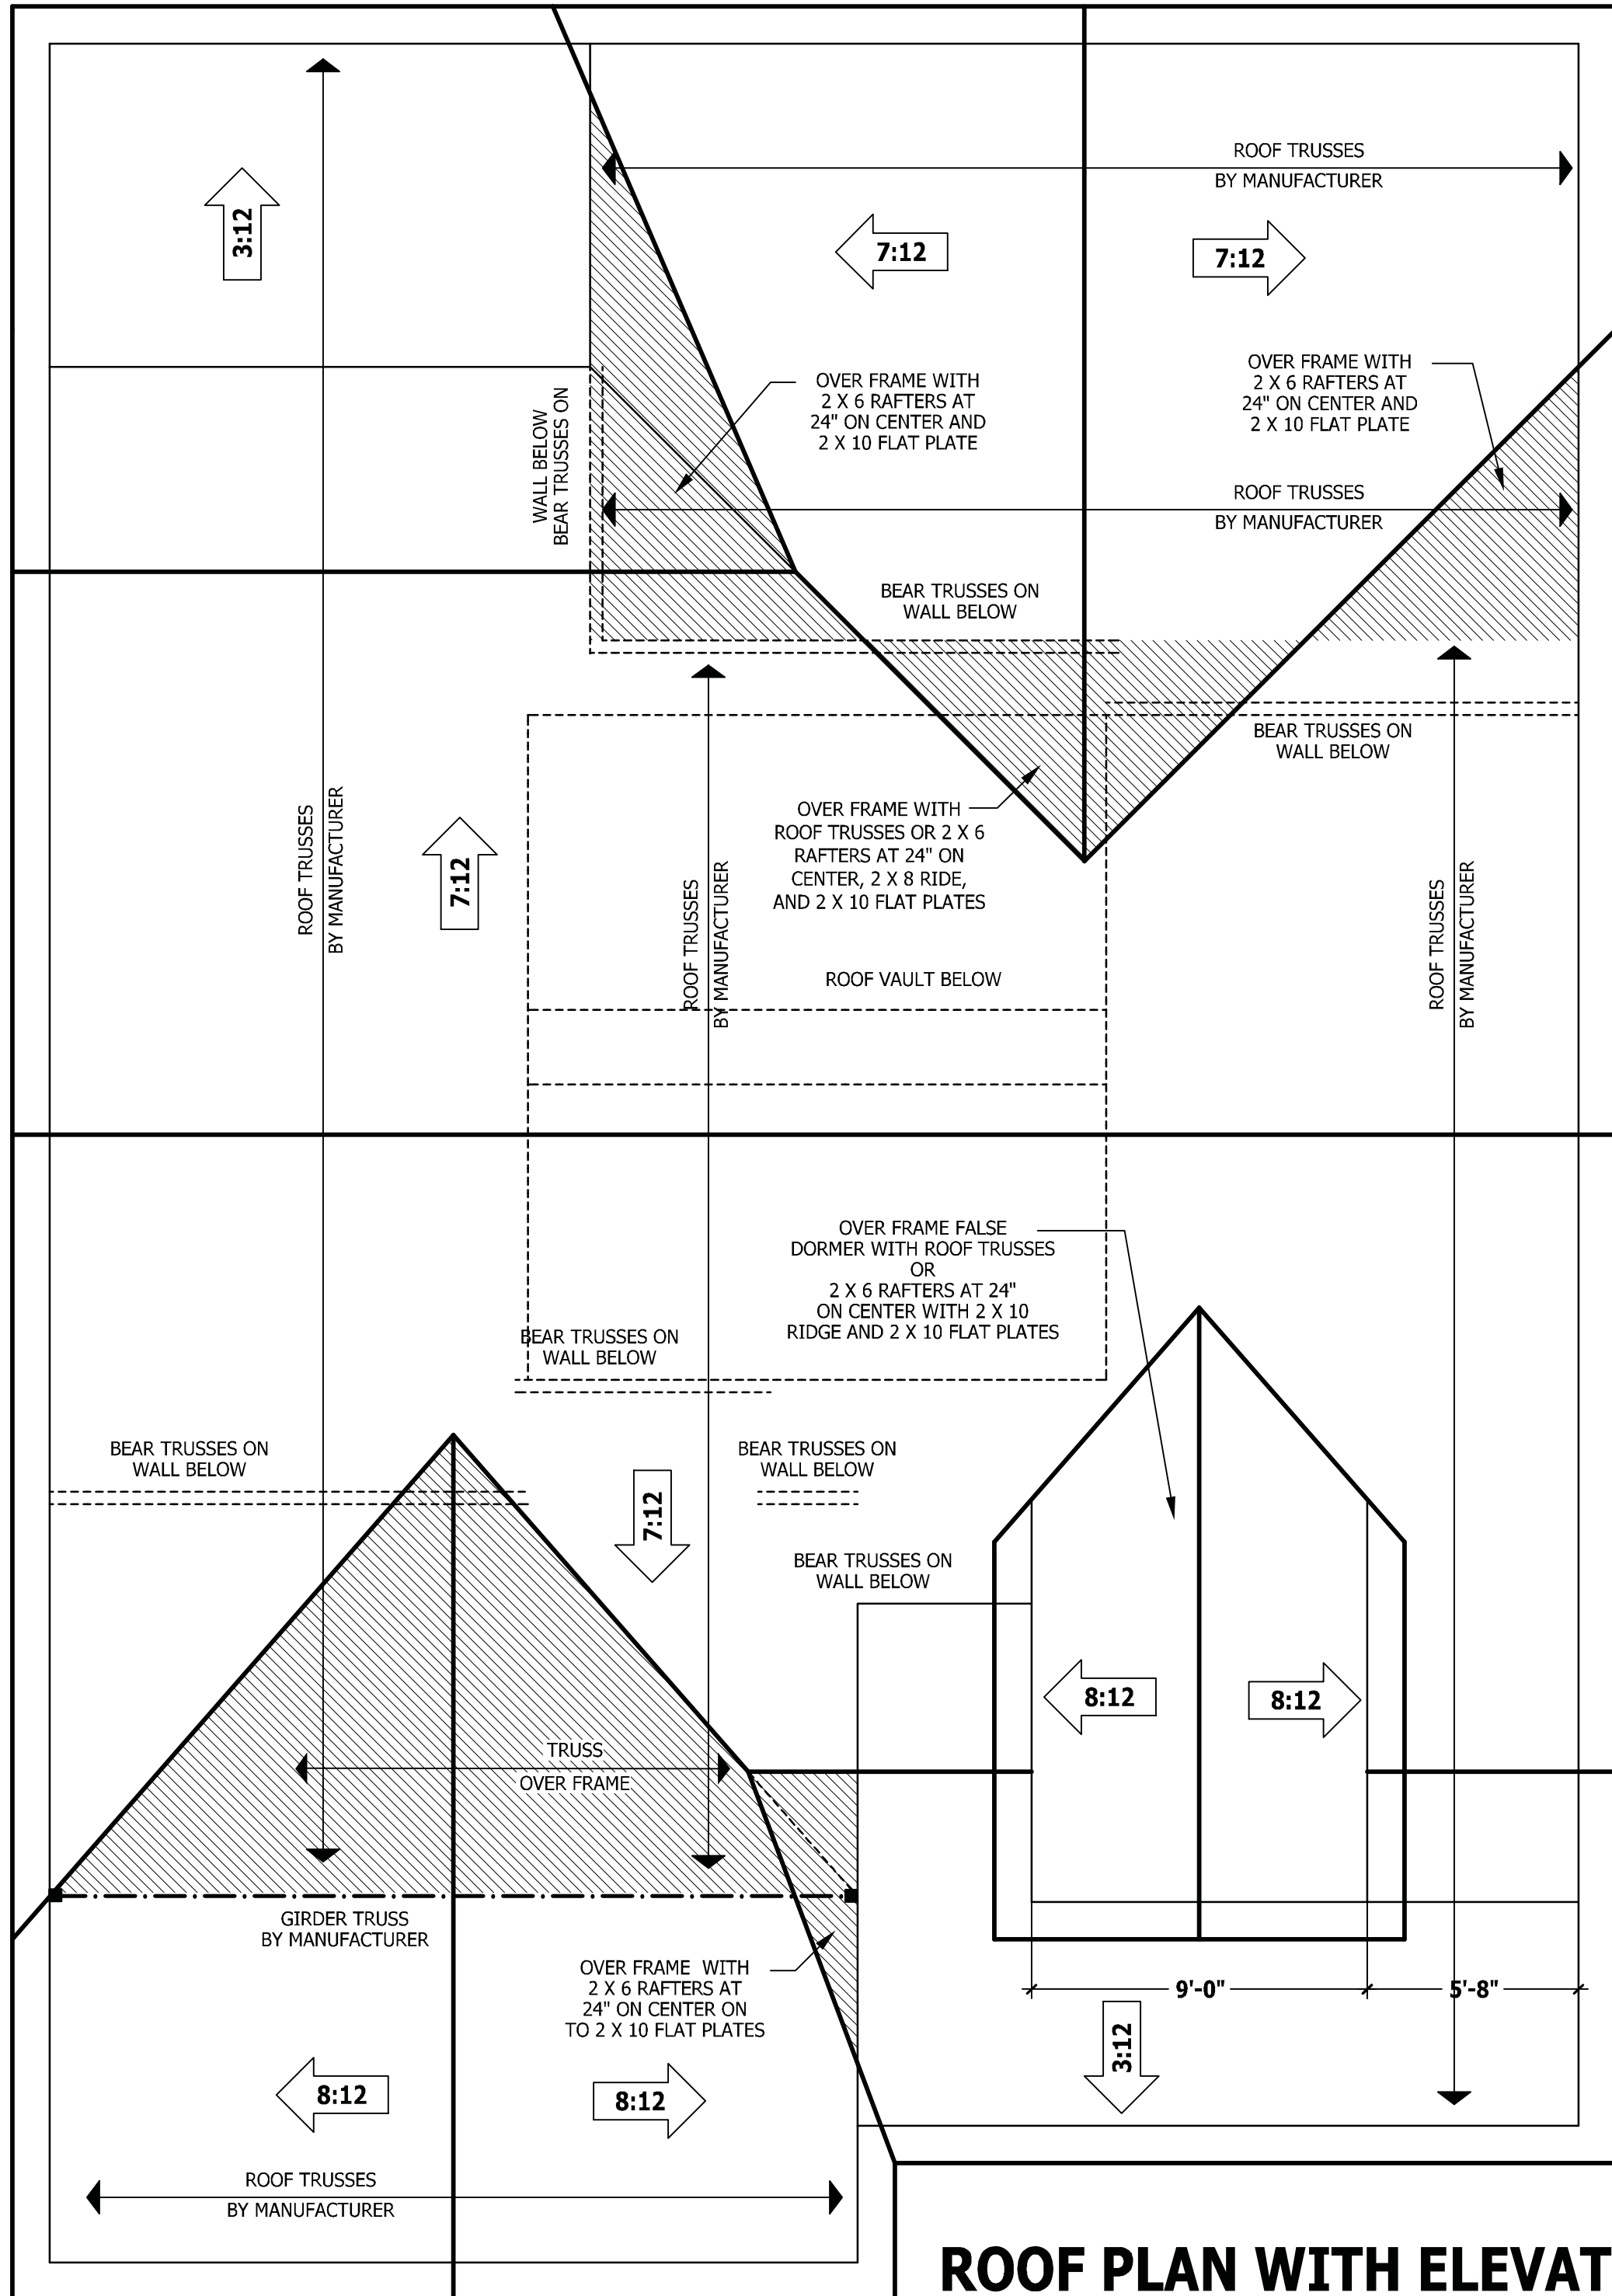 ROOF TRUSSES
BY MANUFACTURER
3:12
7:12
7:12
OVER FRAME WITH
2 X 6 RAFTERS AT
24" ON CENTER AND
2 X 10 FLAT PLATE
OVER FRAME WITH
2 X 6 RAFTERS AT
24" ON CENTER AND
2 X 10 FLAT PLATE
WALL BELOW
BEAR TRUSSES ON
ROOF TRUSSES
BY MANUFACTURER
BEAR TRUSSES ON
WALL BELOW
BEAR TRUSSES ON
WALL BELOW
ROOF TRUSSES
BY MANUFACTURER
7:12
OVER FRAME WITH
ROOF TRUSSES OR 2 X 6
RAFTERS AT 24" ON
CENTER, 2 X 8 RIDE,
AND 2 X 10 FLAT PLATES
ROOF TRUSSES
BY MANUFACTURER
ROOF TRUSSES
BY MANUFACTURER
ROOF VAULT BELOW
OVER FRAME FALSE
DORMER WITH ROOF TRUSSES
OR
2 X 6 RAFTERS AT 24"
ON CENTER WITH 2 X 10
RIDGE AND 2 X 10 FLAT PLATES
BEAR TRUSSES ON
WALL BELOW
BEAR TRUSSES ON
WALL BELOW
BEAR TRUSSES ON
WALL BELOW
7:12
BEAR TRUSSES ON
WALL BELOW
8:12
8:12
TRUSS
OVER FRAME
GIRDER TRUSS
BY MANUFACTURER
OVER FRAME WITH
2 X 6 RAFTERS AT
24" ON CENTER ON
TO 2 X 10 FLAT PLATES
9'-0"
5'-8"
3:12
8:12
8:12
ROOF TRUSSES
BY MANUFACTURER
ROOF PLAN WITH ELEVAT